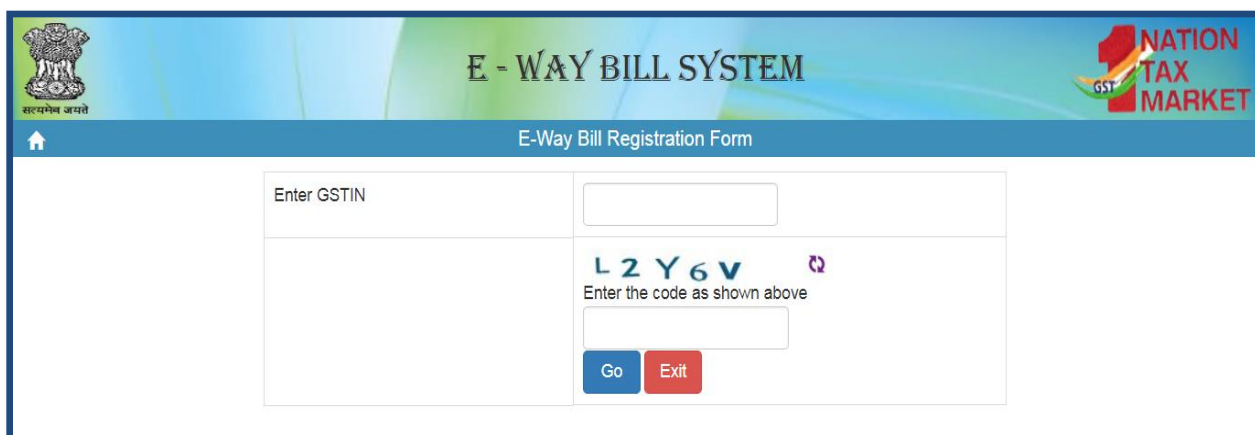 सत्यमेव जयते
E - WAY BILL SYSTEM
GST
NATION
TAX
MARKET
E-Way Bill Registration Form
Enter GSTIN
L2Y6V
Enter the code as shown above
Go
Exit